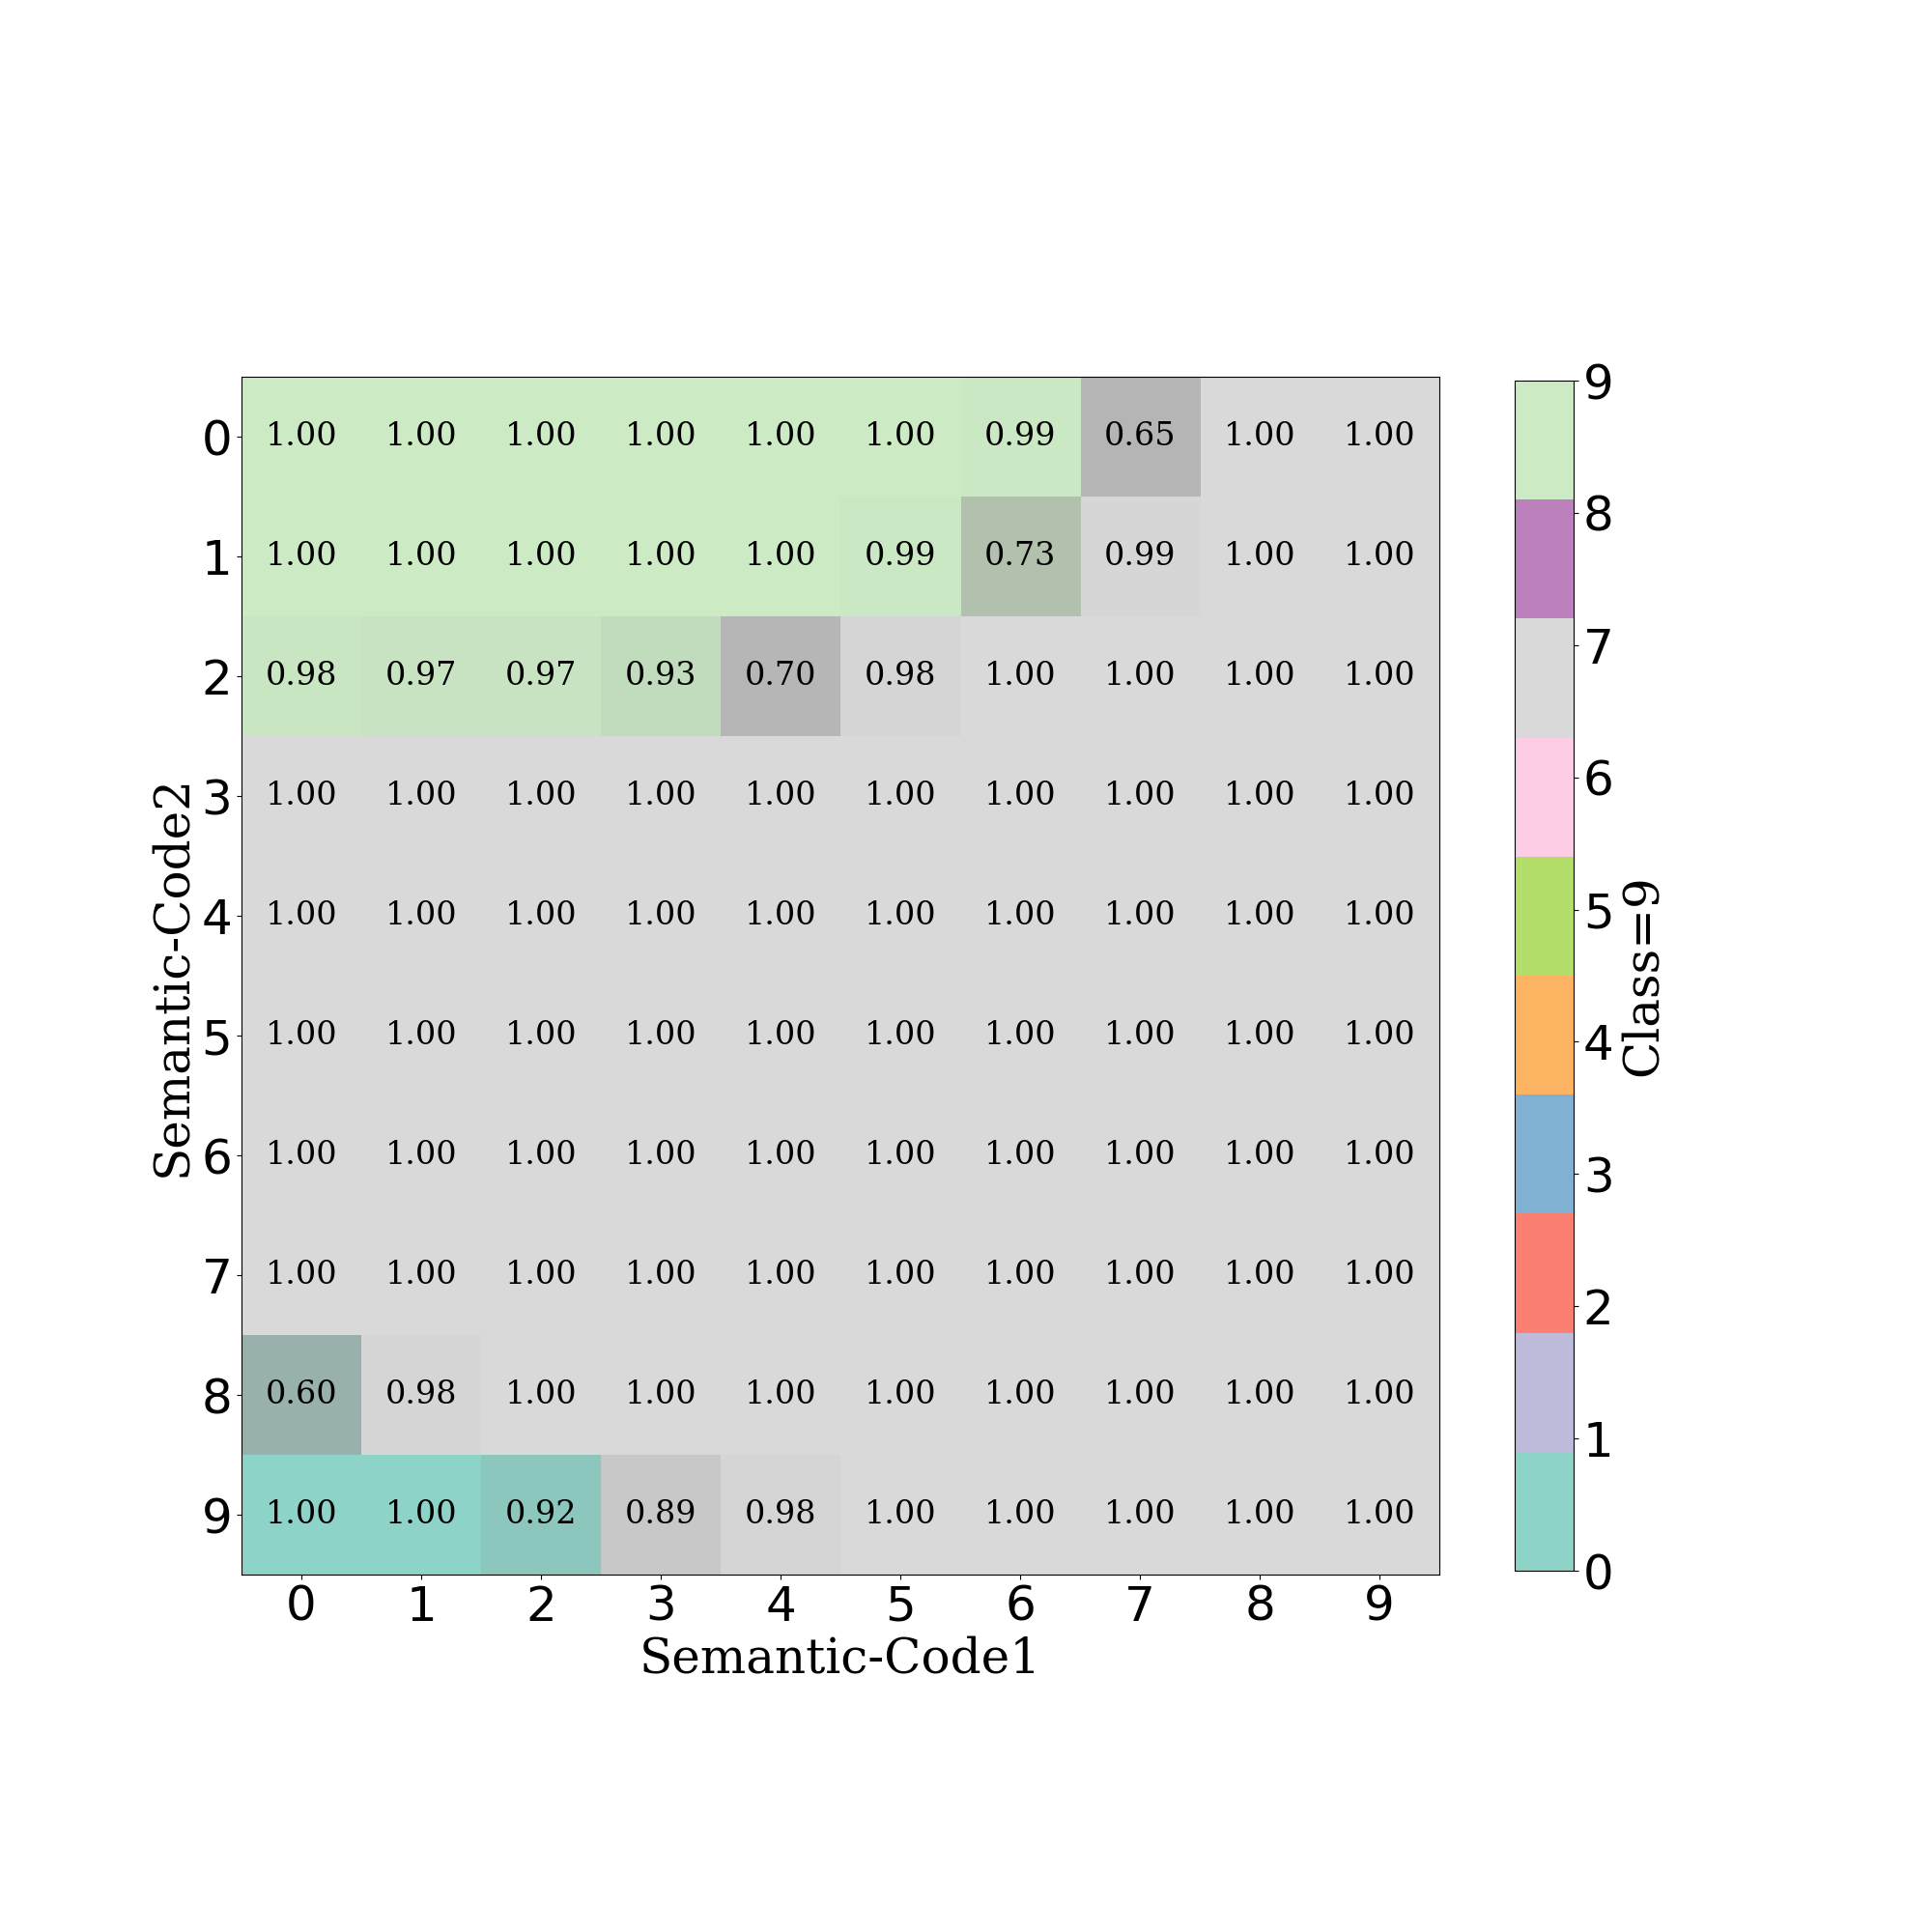 0 1.00 1.00 1.00 1.00 1.00 1.00 0.99 0.65 1.00 1.00
1 1.00 1.00 1.00 1.00 1.00 0.99 0.73 0.99 1.00 1.00
2 0.98 0.97 0.97 0.93 0.70 0.98 1.00 1.00 1.00 1.00
3 1.00 1.00 1.00 1.00 1.00 1.00 1.00 1.00 1.00 1.00
4 1.00 1.00 1.00 1.00 1.00 1.00 1.00 1.00 1.00 1.00
5 1.00 1.00 1.00 1.00 1.00 1.00 1.00 1.00 1.00 1.00
6 1.00 1.00 1.00 1.00 1.00 1.00 1.00 1.00 1.00 1.00
7 1.00 1.00 1.00 1.00 1.00 1.00 1.00 1.00 1.00 1.00
8 0.60 0.98 1.00 1.00 1.00 1.00 1.00 1.00 1.00 1.00
9 1.00 1.00 0.92 0.89 0.98 1.00 1.00 1.00 1.00 1.00
0 1 2 3 4 5 6 7 8 9
Semantic-Code1
Semantic-Code2
9
8
7
6
5
4
3
2
1
0
Class=9